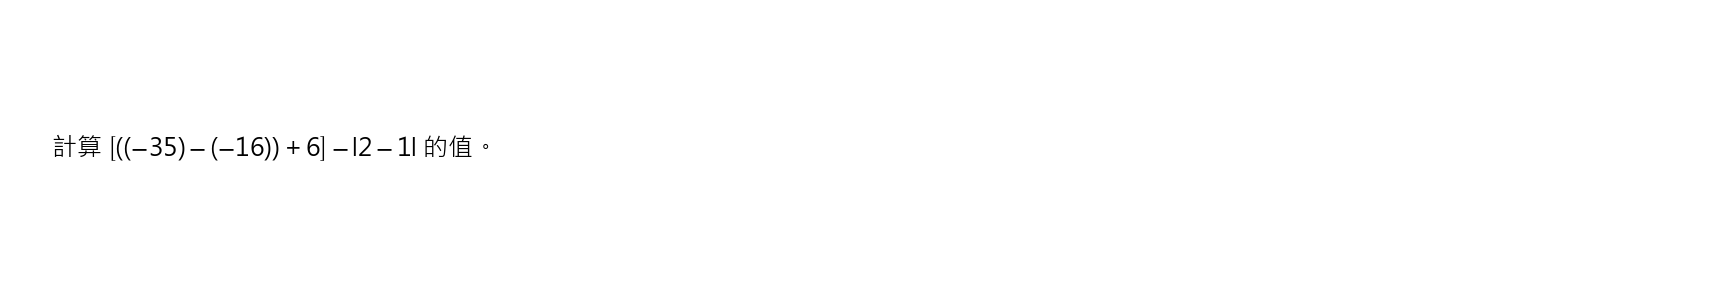 計算 [((–35) – (–16)) + 6] – l2 – 1l 的值。